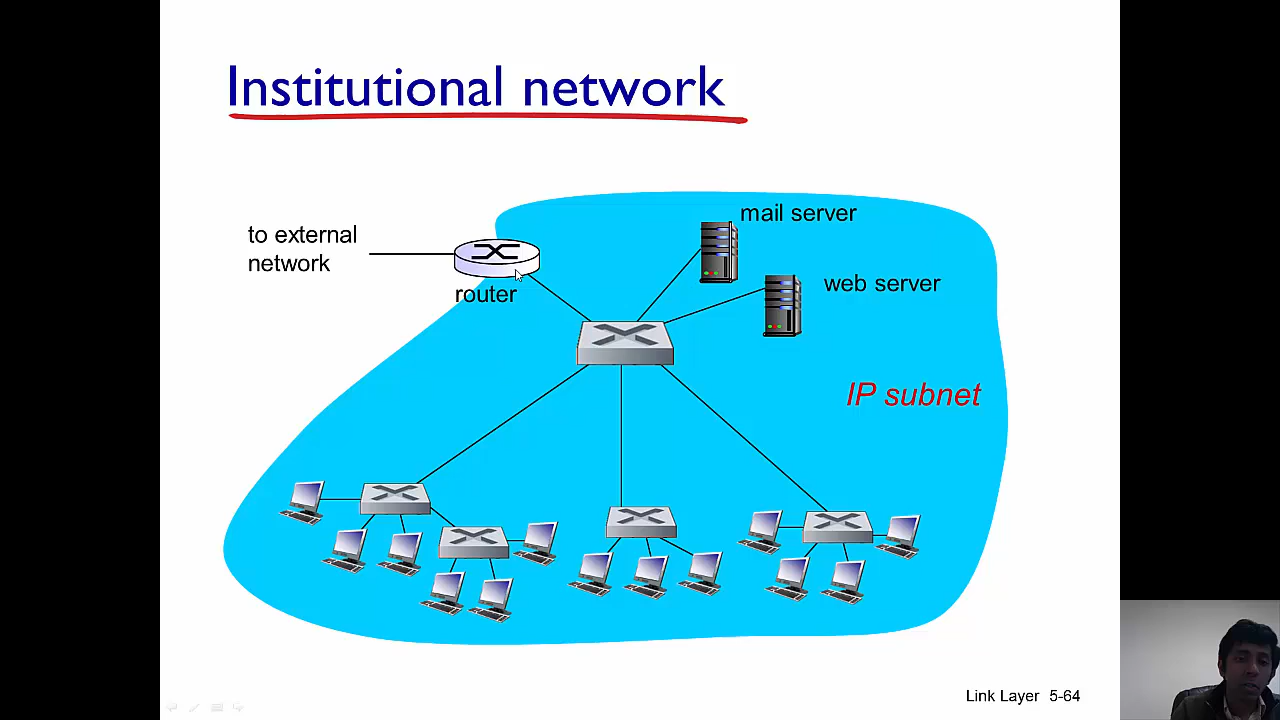 Institutional network
to external
network
router
mail server
web server
IP subnet
Link Layer 5-64